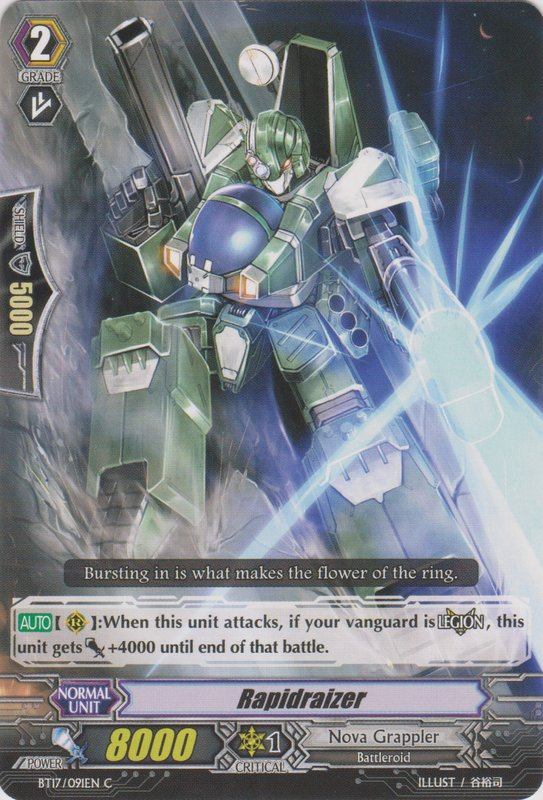 2
GRADE
SHIELD
5000
Bursting in is what makes the flower of the ring.
AUTO【 R 】:When this unit attacks, if your vanguard is LEGION, this
unit gets +4000 until end of that battle.
NORMAL
UNIT
Rapidraizer
POWER
8000
1
CRITICAL
Nova Grappler
Battleroid
BT17/091EN C
ILLUST / 谷裕司